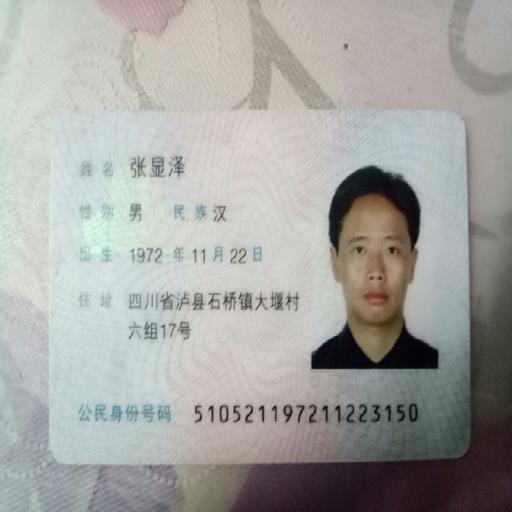 姓名 张显泽
性别 男 民族 汉
出生 1972 年 11 月 22 日
住址 四川省泸县石桥镇大堰村
六组17号
公民身份号码 510521197211223150